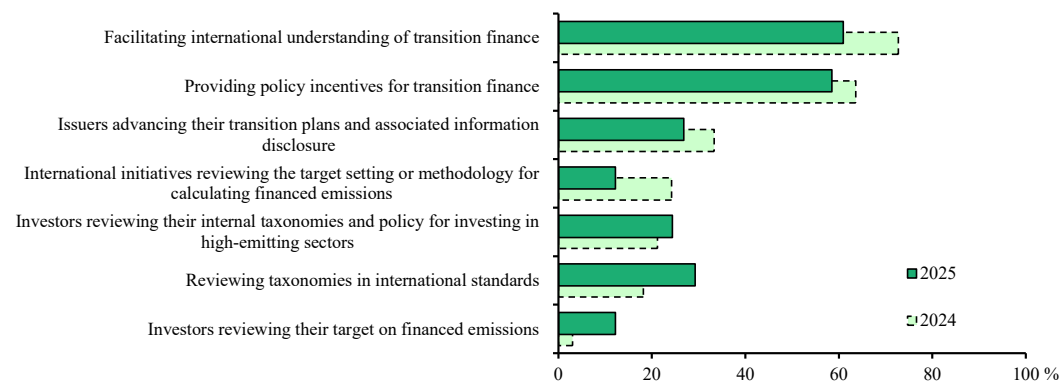 Facilitating international understanding of transition finance
Providing policy incentives for transition finance
Issuers advancing their transition plans and associated information
disclosure
International initiatives reviewing the target setting or methodology for
calculating financed emissions
Investors reviewing their internal taxonomies and policy for investing in
high-emitting sectors
Reviewing taxonomies in international standards
Investors reviewing their target on financed emissions
2025
2024
0 20 40 60 80 100 %